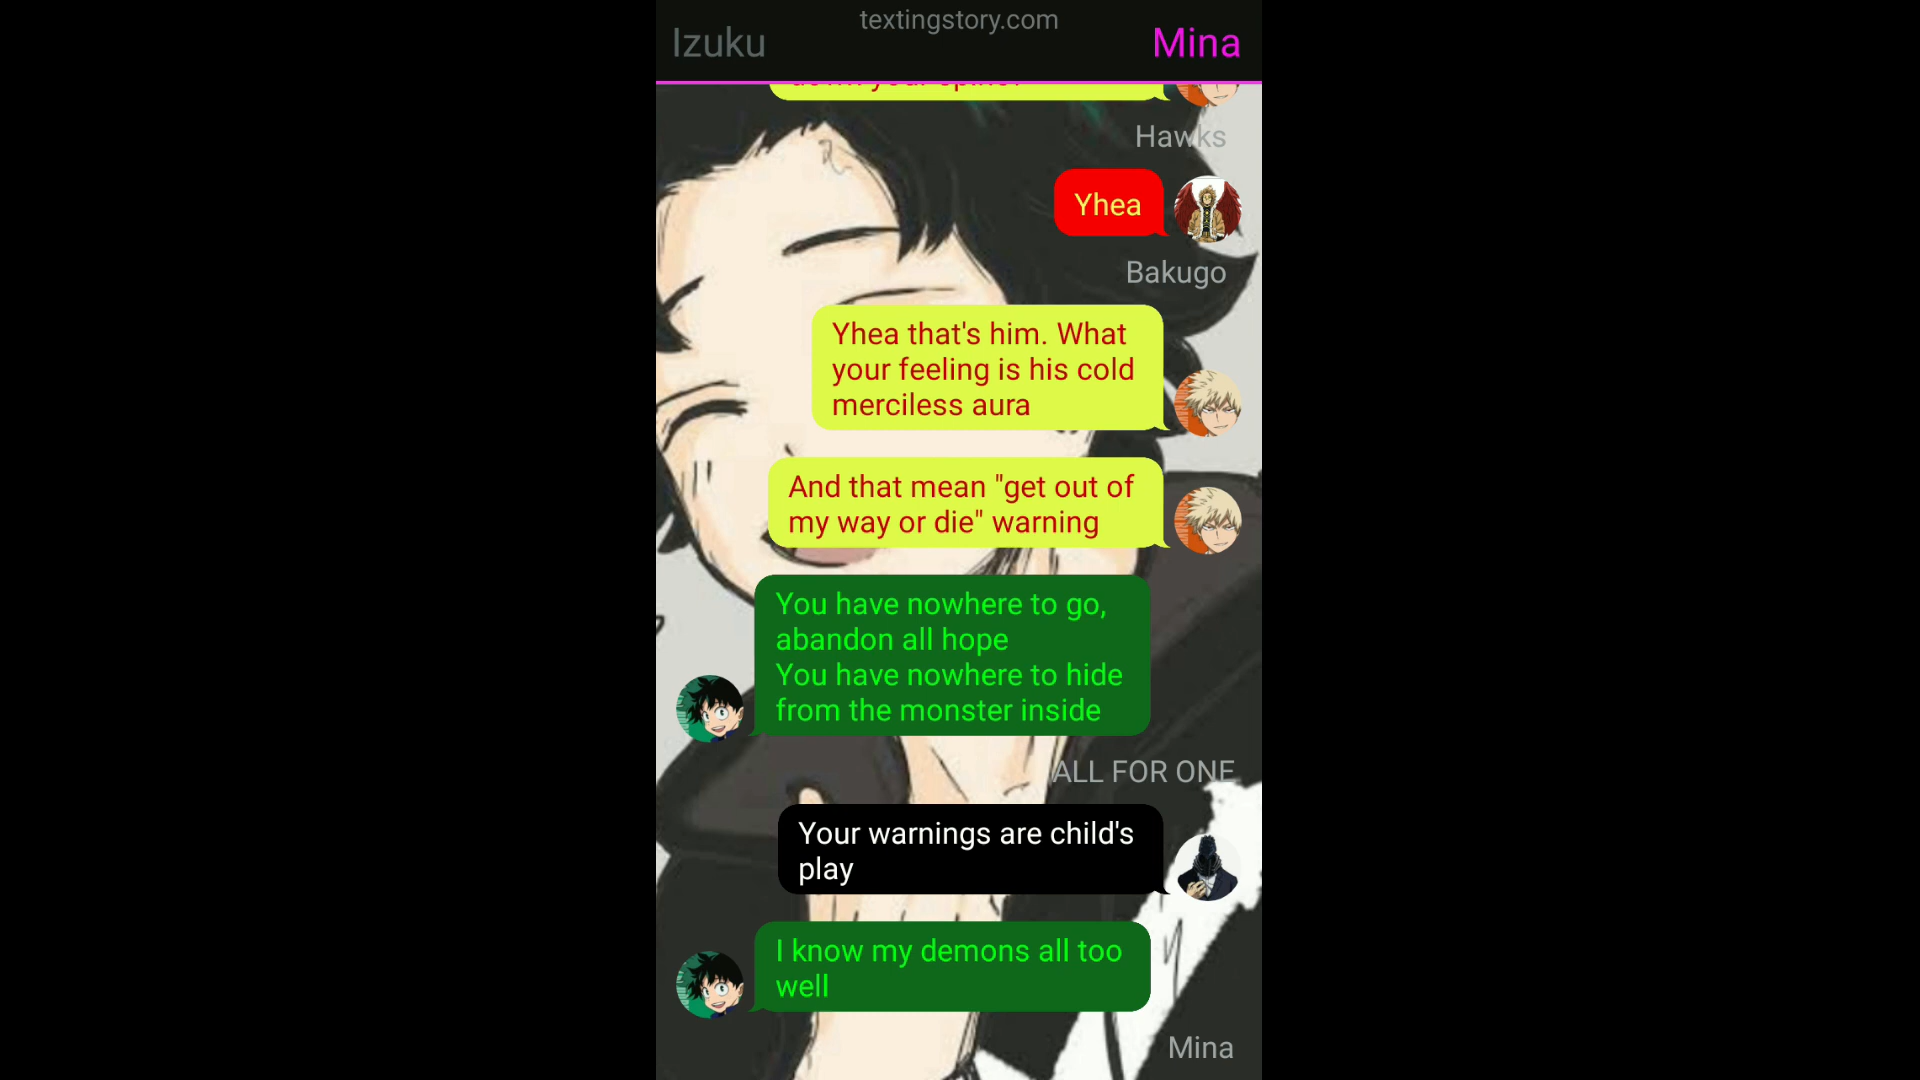 textingstory.com
Izuku
Mina
down your spine?
Hawks
Yhea
Bakugo
Yhea that's him. What
your feeling is his cold
merciless aura
And that mean "get out of
my way or die" warning
You have nowhere to go,
abandon all hope
You have nowhere to hide
from the monster inside
ALL FOR ONE
Your warnings are child's
play
I know my demons all too
well
Mina